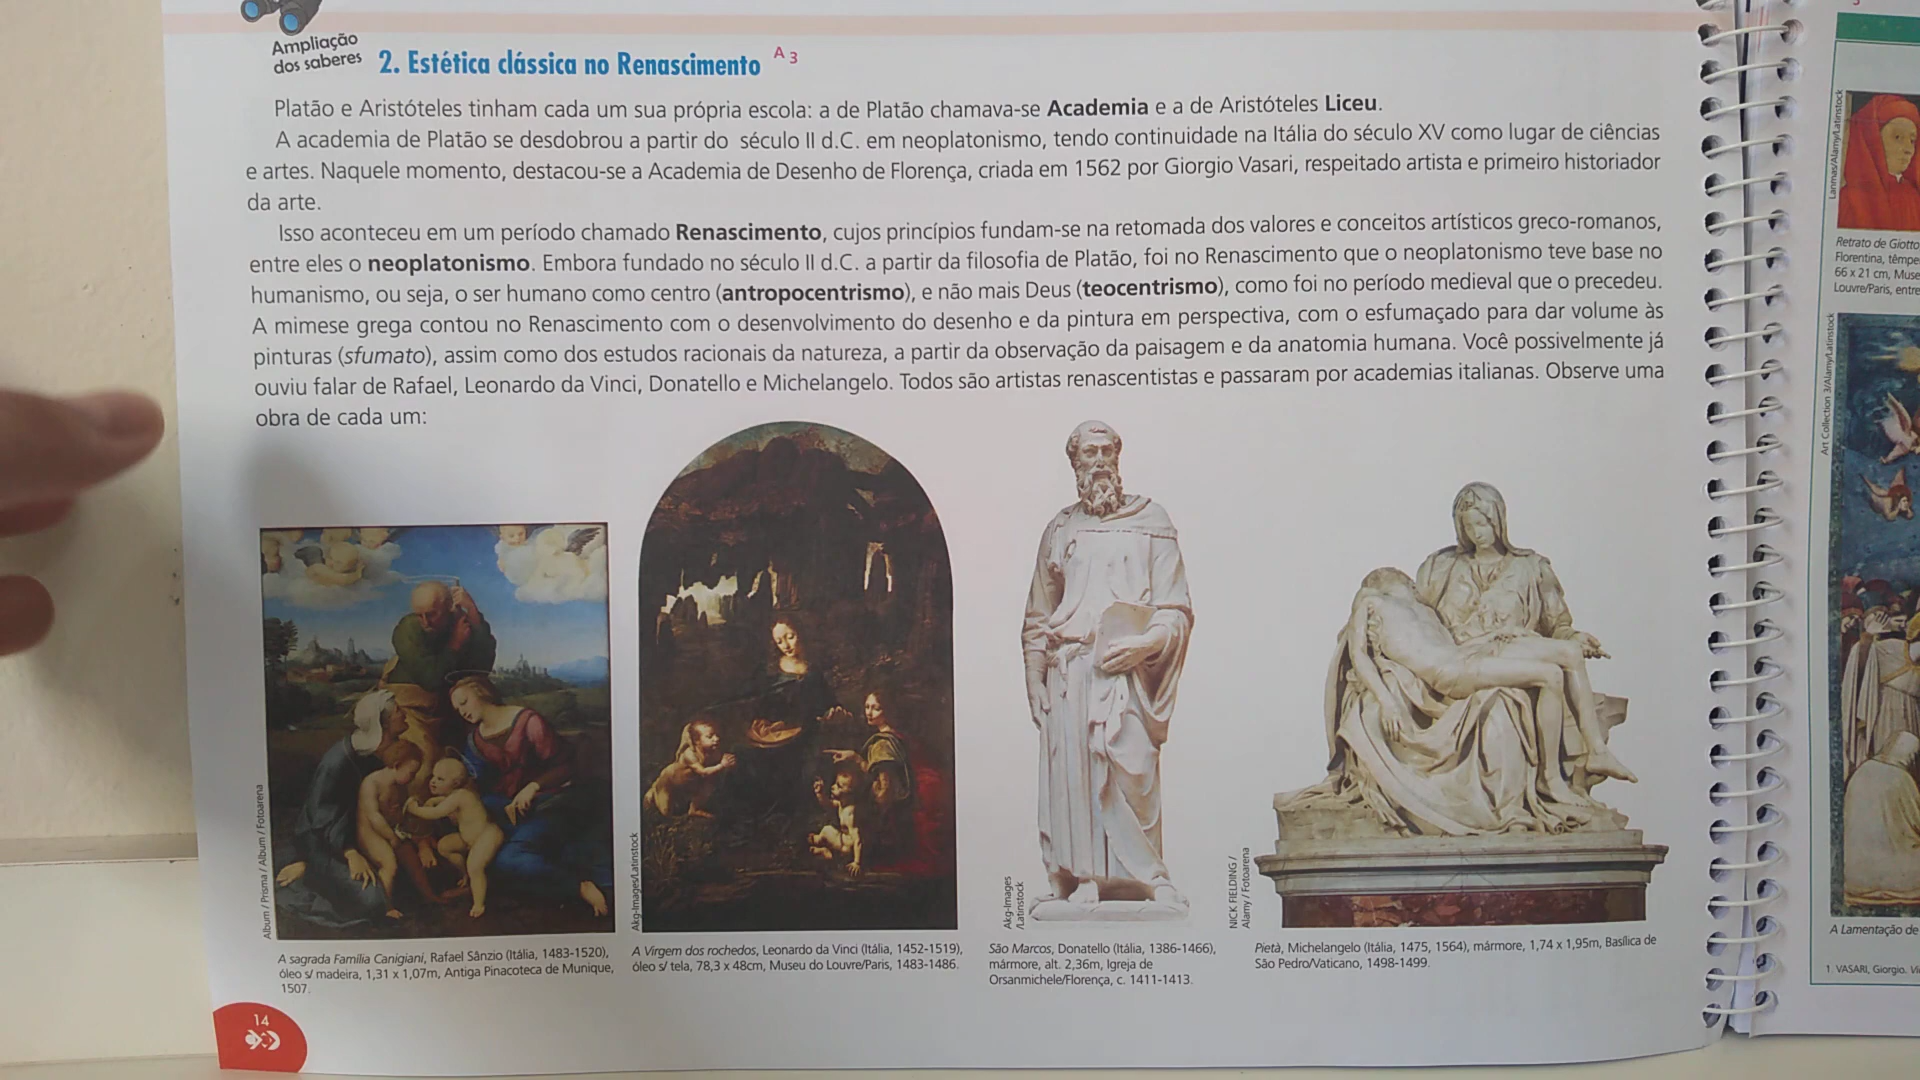 Ampliação
dos saberes
2. Estética clássica no Renascimento A 3
Platão e Aristóteles tinham cada um sua própria escola: a de Platão chamava-se Academia e a de Aristóteles Liceu.
A academia de Platão se desdobrou a partir do século II d.C. em neoplatonismo, tendo continuidade na Itália do século XV como lugar de ciências
e artes. Naquele momento, destacou-se a Academia de Desenho de Florença, criada em 1562 por Giorgio Vasari, respeitado artista e primeiro historiador
da arte.
Isso aconteceu em um período chamado Renascimento, cujos princípios fundam-se na retomada dos valores e conceitos artísticos greco-romanos,
entre eles o neoplatonismo. Embora fundado no século II d.C. a partir da filosofia de Platão, foi no Renascimento que o neoplatonismo teve base no
humanismo, ou seja, o ser humano como centro (antropocentrismo), e não mais Deus (teocentrismo), como foi no período medieval que o precedeu.
A mimese grega contou no Renascimento com o desenvolvimento do desenho e da pintura em perspectiva, com o esfumaçado para dar volume às
pinturas (sfumato), assim como dos estudos racionais da natureza, a partir da observação da paisagem e da anatomia humana. Você possivelmente já
ouviu falar de Rafael, Leonardo da Vinci, Donatello e Michelangelo. Todos são artistas renascentistas e passaram por academias italianas. Observe uma
obra de cada um:
Album / Prisma / Album / Fotoarena
A sagrada Família Canigiani, Rafael Sânzio (Itália, 1483-1520),
óleo s/ madeira, 1,31 x 1,07m, Antiga Pinacoteca de Munique,
1507.
Akg-Images/Latinstock
A Virgem dos rochedos, Leonardo da Vinci (Itália, 1452-1519),
óleo s/ tela, 78,3 x 48cm, Museu do Louvre/Paris, 1483-1486.
Akg-Images
/Latinstock
São Marcos, Donatello (Itália, 1386-1466),
mármore, alt. 2,36m, Igreja de
Orsanmichele/Florença, c. 1411-1413.
NICK FIELDING /
Alamy / Fotoarena
Pietà, Michelangelo (Itália, 1475, 1564), mármore, 1,74 x 1,95m, Basílica de
São Pedro/Vaticano, 1498-1499.
14
Lanmas/Alamy/Latinstock
Retrato de Giotto
Florentina, têmpe
66 x 21 cm, Muse
Louvre/Paris, entre
Art Collection 3/Alamy/Latinstock
A Lamentação de
1. VASARI, Giorgio. Vi